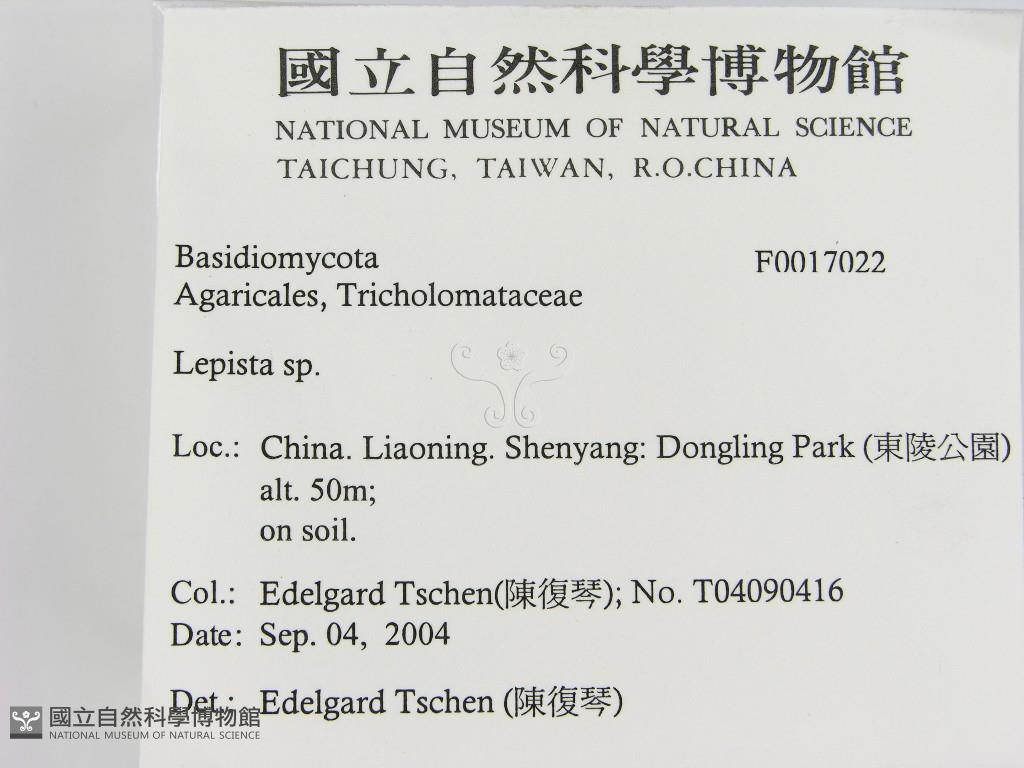 國立自然科學博物館
NATIONAL MUSEUM OF NATURAL SCIENCE
TAICHUNG, TAIWAN, R.O.CHINA
Basidiomycota F0017022
Agaricales, Tricholomataceae
Lepista sp.
Loc.: China. Liaoning. Shenyang: Dongling Park (東陵公園)
alt. 50m;
on soil.
Col.: Edelgard Tschen(陳復琴); No. T04090416
Date: Sep. 04, 2004
Det.: Edelgard Tschen (陳復琴)
國立自然科學博物館
NATIONAL MUSEUM OF NATURAL SCIENCE